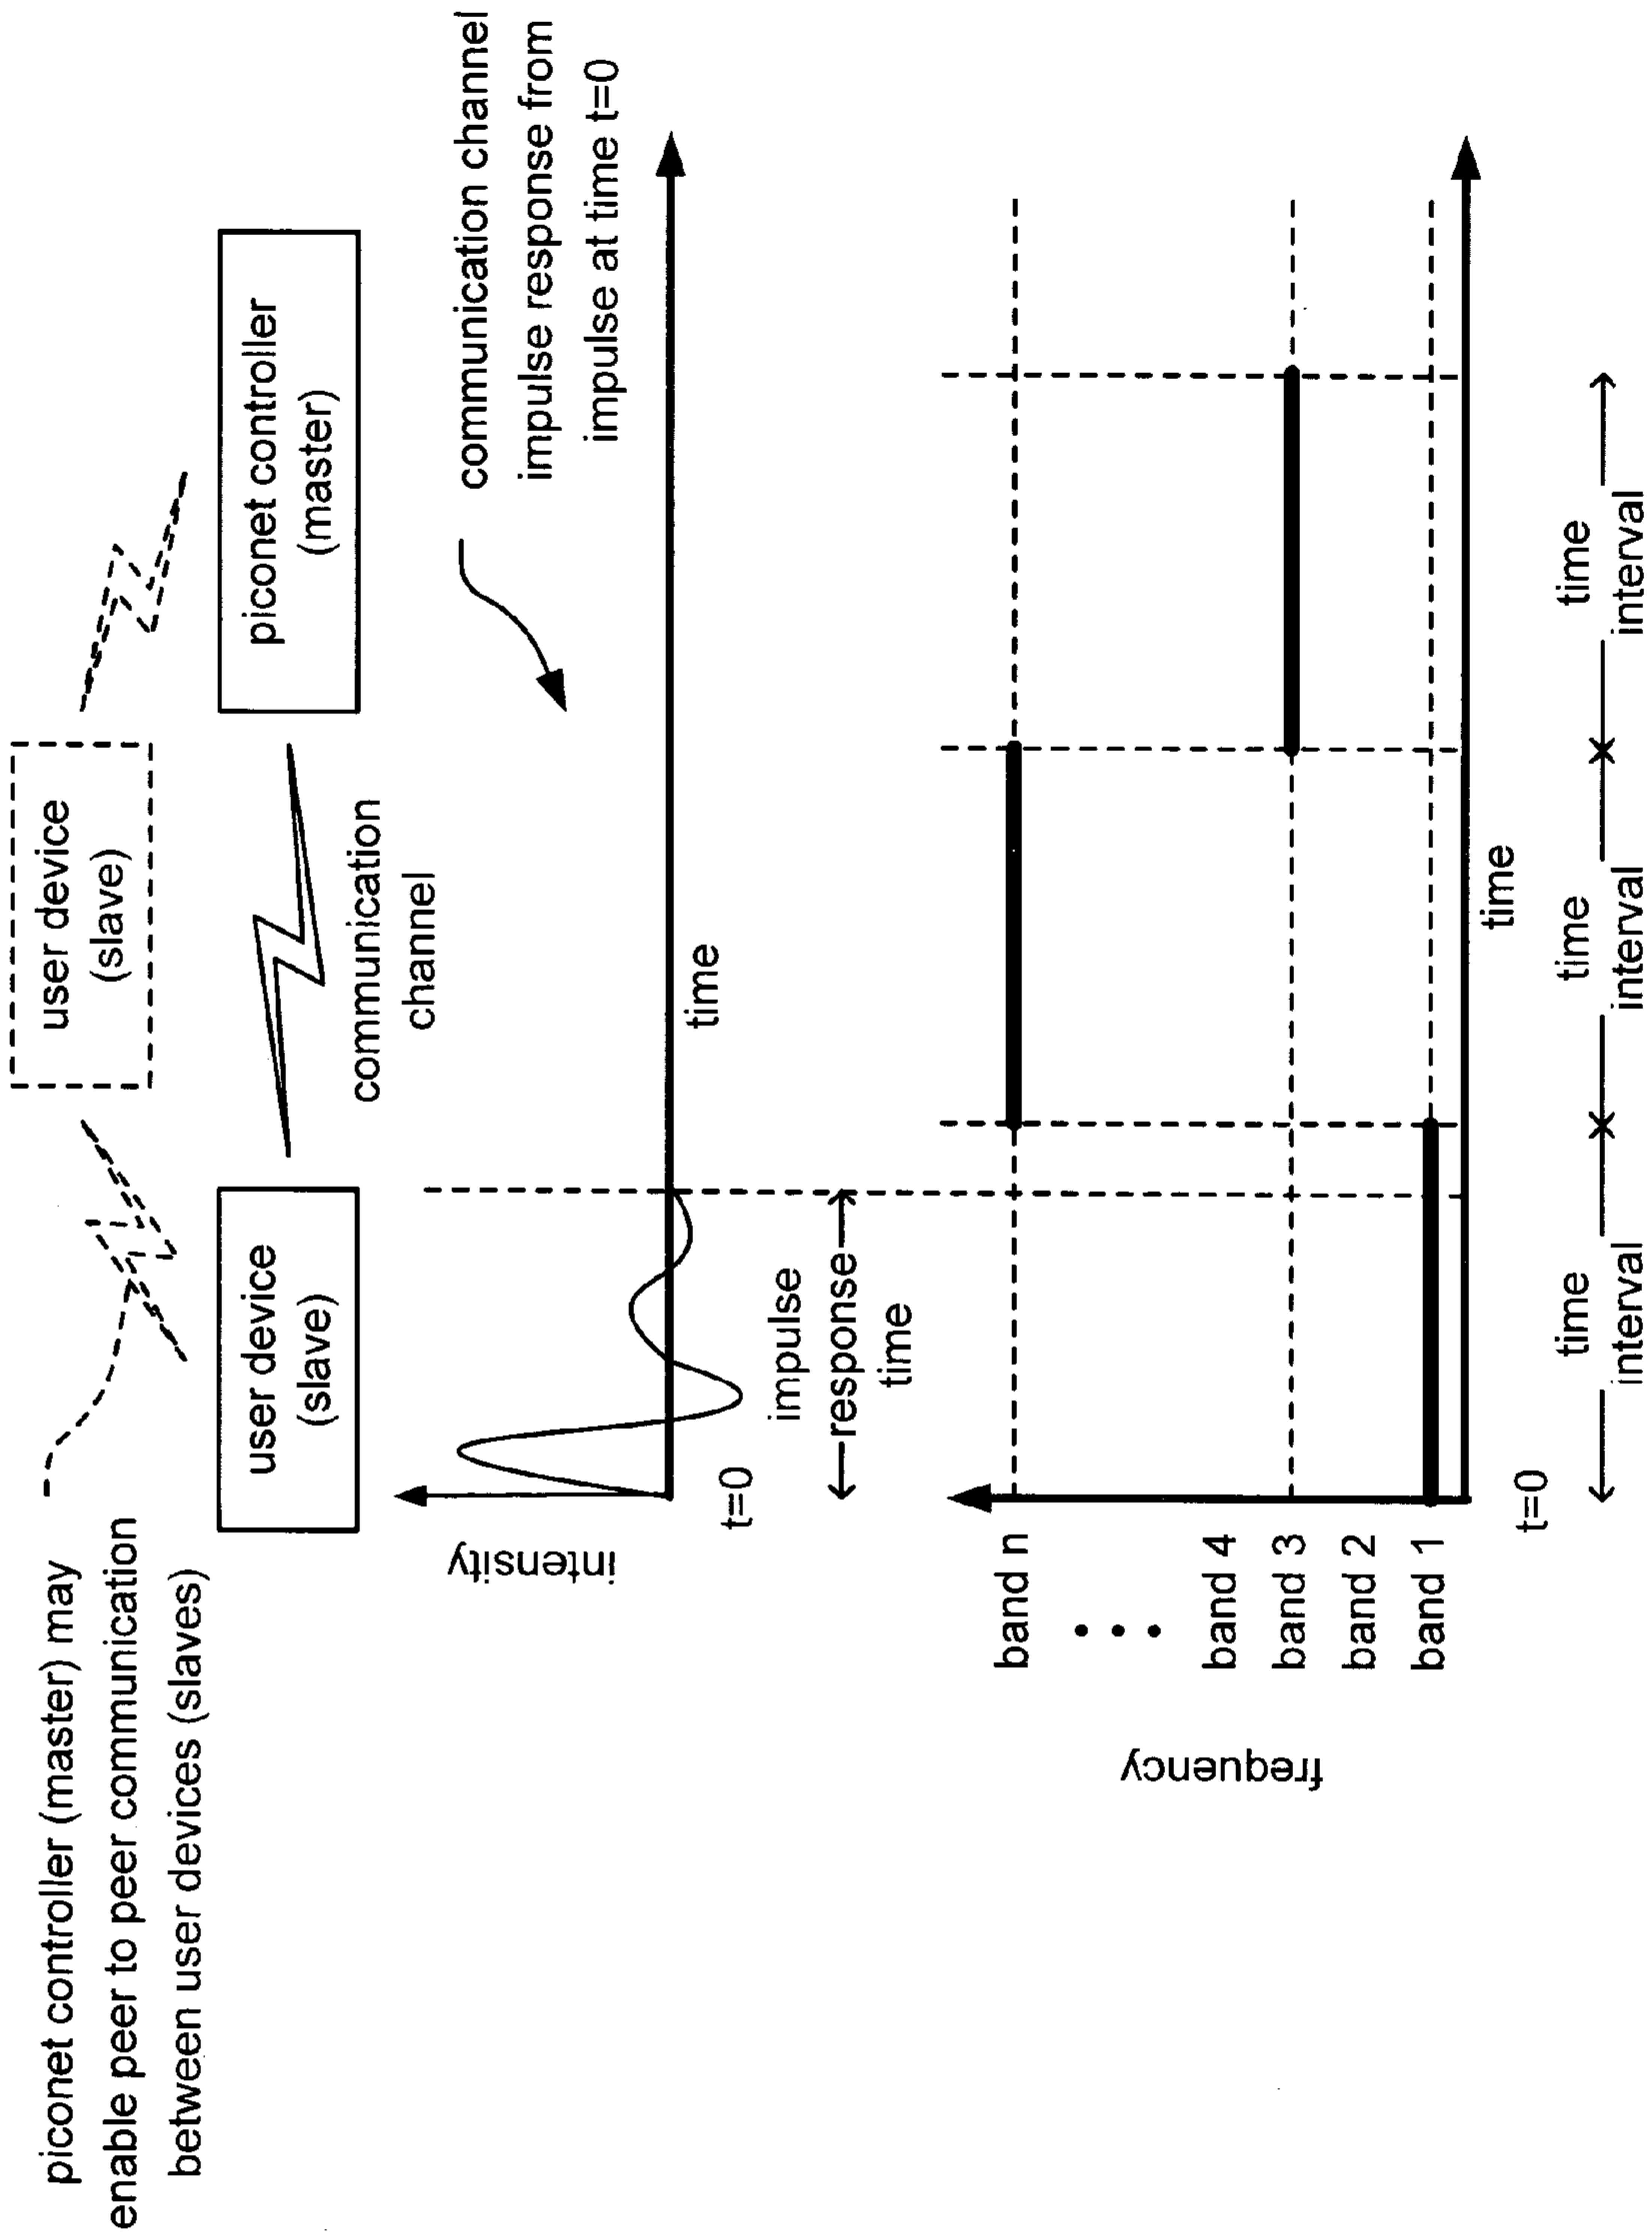 piconet controller (master) may
enable peer to peer communication
between user devices (slaves)
user device
(slave)
user device
(slave)
piconet controller
(master)
communication
channel
intensity
communication channel
impulse response from
impulse at time t=0
t=0
time
impulse
response
time
frequency
band n
band 4
band 3
band 2
band 1
t=0
time
time
interval
time
interval
time
interval